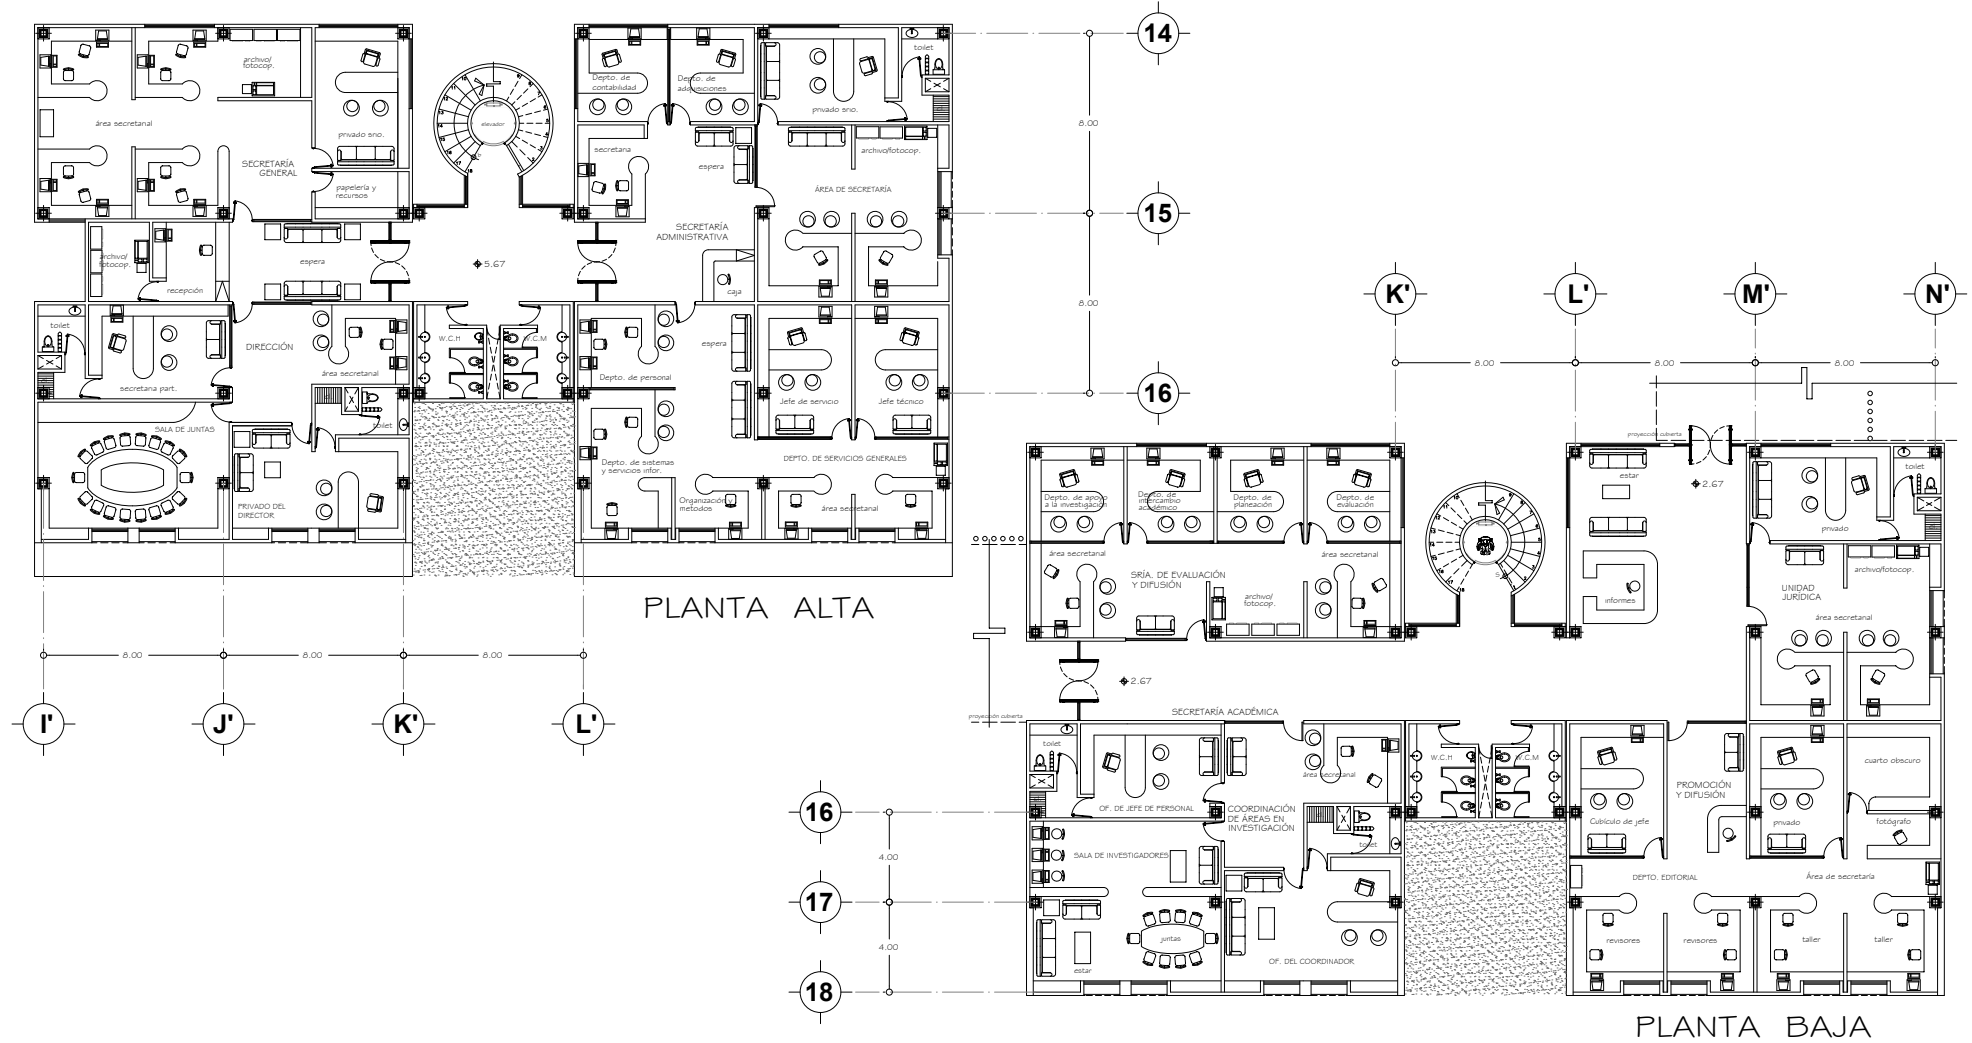 14
15
16
8.00
8.00
archivo/
fotocop.
área secretarial
privado srio.
SECRETARÍA
GENERAL
papelería y
recursos
archivo/
fotocop.
recepción
espera
elevador
5.67
Depto. de
contabilidad
Depto. de
adquisiciones
privado srio.
toilet
secretaria
espera
archivo/fotocop.
ÁREA DE SECRETARÍA
SECRETARÍA
ADMINISTRATIVA
caja
toilet
secretaria part.
DIRECCIÓN
área secretarial
toilet
SALA DE JUNTAS
PRIVADO DEL
DIRECTOR
W.C.H
W.C.M
espera
Depto. de personal
Jefe de servicio
Jefe técnico
Depto. de sistemas
y servicios infor.
DEPTO. DE SERVICIOS GENERALES
Organización y
metodos
área secretarial
PLANTA ALTA
8.00
8.00
8.00
I'
J'
K'
L'
K'
L'
M'
N'
8.00
8.00
8.00
proyección cubierta
2.67
estar
informes
privado
toilet
Depto. de apoyo
a la investigación
Depto. de
intercambio
académico
Depto. de
planeación
Depto. de
evaluación
área secretarial
SRÍA. DE EVALUACIÓN
Y DIFUSIÓN
archivo/
fotocop.
área secretarial
archivo/fotocop.
UNIDAD
JURÍDICA
área secretarial
2.67
proyección cubierta
SECRETARÍA ACADÉMICA
toilet
OF. DE JEFE DE PERSONAL
área secretarial
COORDINACIÓN
DE ÁREAS EN
INVESTIGACIÓN
toilet
SALA DE INVESTIGADORES
estar
juntas
OF. DEL COORDINADOR
W.C.H
W.C.M
PROMOCIÓN
Y DIFUSIÓN
Cubículo de jefe
privado
cuarto obscuro
fotógrafo
DEPTO. EDITORIAL
Área de secretaría
revisores
revisores
taller
taller
16
17
18
4.00
4.00
PLANTA BAJA